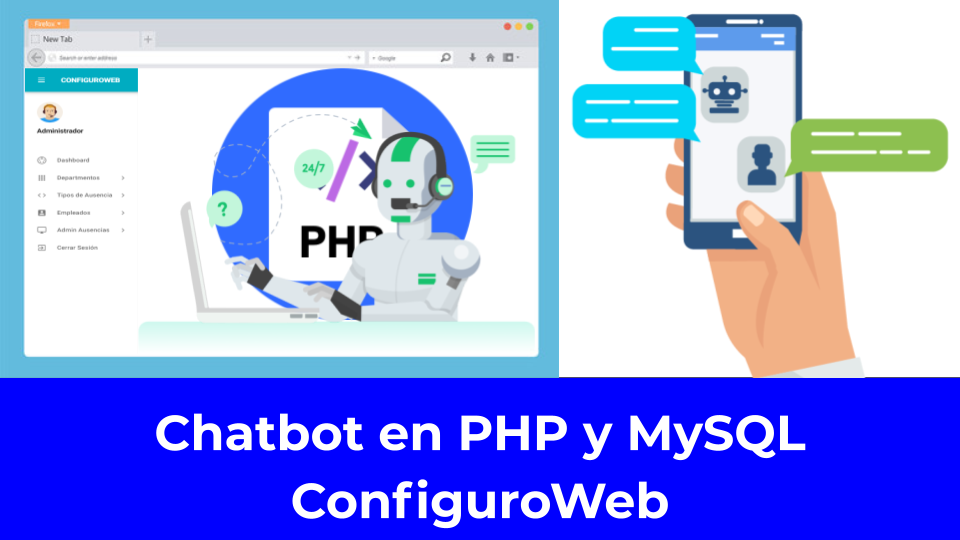 Firefox
New Tab
Search or enter address
Google
CONFIGUROWEB
Administrador
Dashboard
Departmentos
Tipos de Ausencia
Empleados
Admin Ausencias
Cerrar Sesión
24/7
?
PHP
Chatbot en PHP y MySQL
ConfiguroWeb